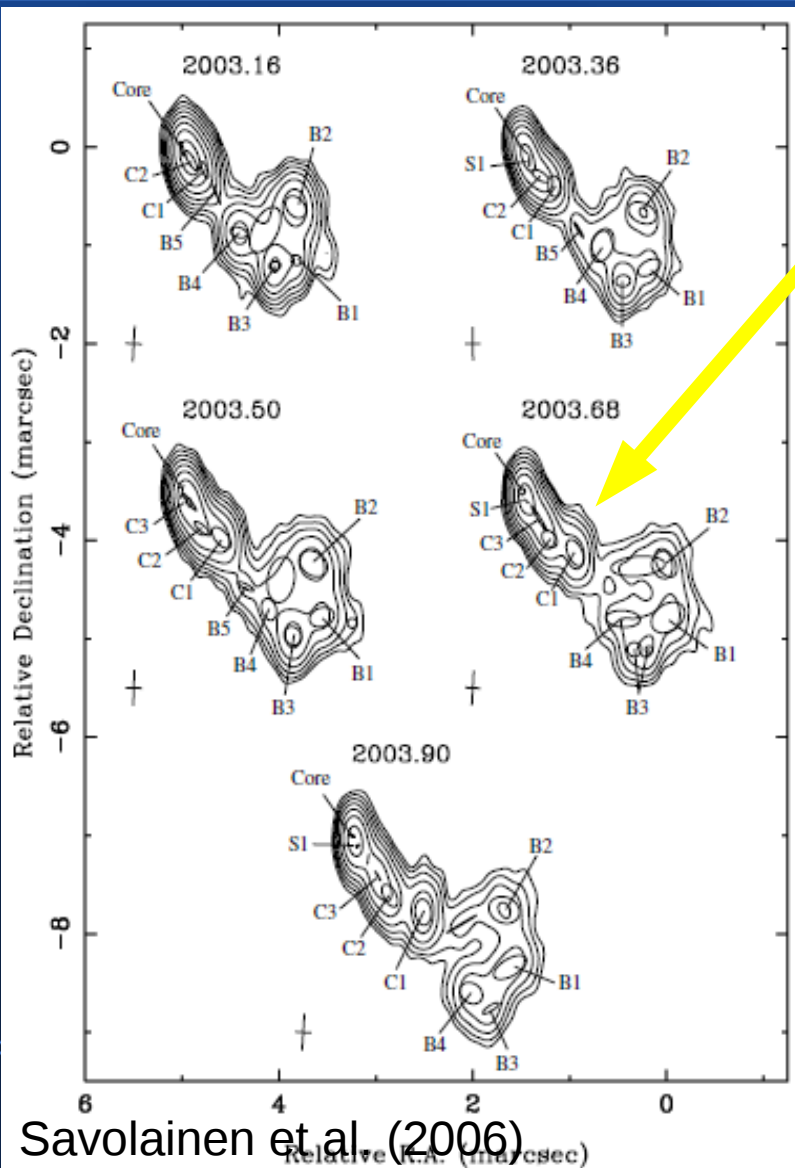 2003.16
Core
B2
C2
C1
B5
B4
B3
B1
2003.36
Core
S1
B2
C2
C1
B5
B4
B1
B3
2003.50
Core
C3
B2
C2
C1
B5
B4
B1
B3
2003.68
Core
S1
C3
B2
C2
C1
B4
B1
B3
2003.90
Core
S1
B2
C3
C2
C1
B1
B4
B3
0
−2
−4
−6
−8
Relative Declination (marcsec)
6
4
2
0
Relative R.A. (marcsec)
Savolainen et al. (2006)